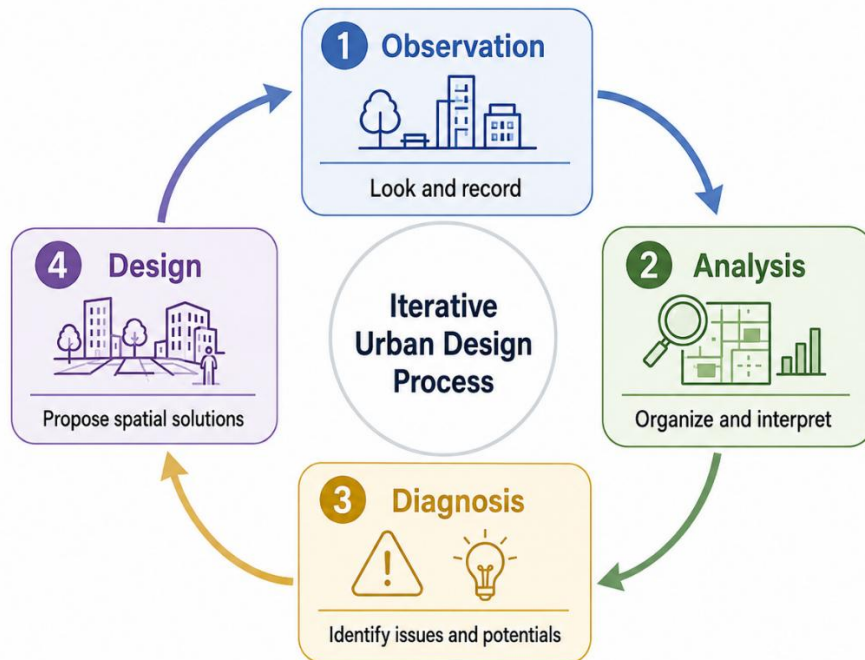 1 Observation
Look and record
2 Analysis
Organize and interpret
3 Diagnosis
Identify issues and potentials
4 Design
Propose spatial solutions
Iterative
Urban Design
Process